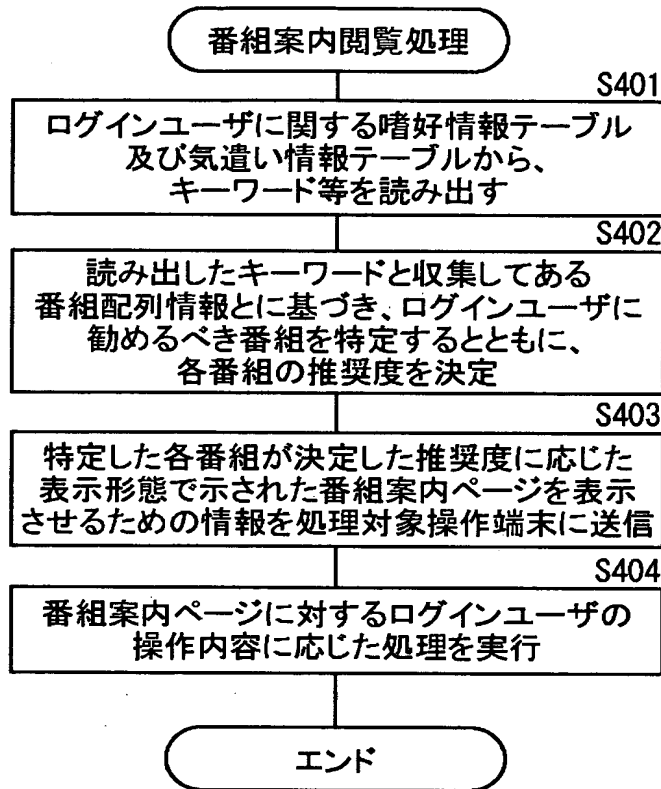 番組案内閲覧処理
S401
ログインユーザに関する嗜好情報テーブル
及び気遣い情報テーブルから、
キーワード等を読み出す
S402
読み出したキーワードと収集してある
番組配列情報とに基づき、ログインユーザに
勧めるべき番組を特定するとともに、
各番組の推奨度を決定
S403
特定した各番組が決定した推奨度に応じた
表示形態で示された番組案内ページを表示
させるための情報を処理対象操作端末に送信
S404
番組案内ページに対するログインユーザの
操作内容に応じた処理を実行
エンド